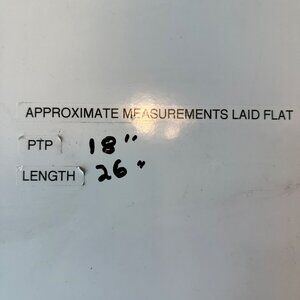 APPROXIMATE MEASUREMENTS LAID FLAT
PTP 18"
LENGTH 26"